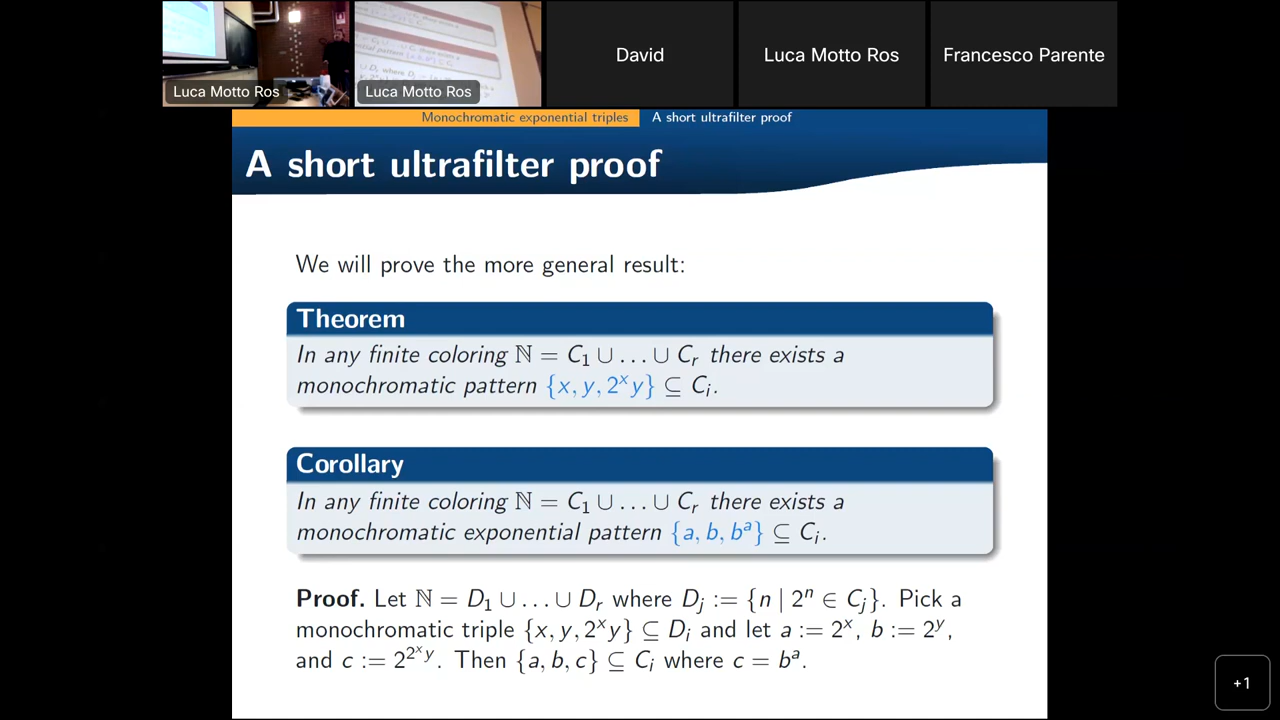 Luca Motto Ros
Luca Motto Ros
David
Luca Motto Ros
Francesco Parente
Monochromatic exponential triples
A short ultrafilter proof
A short ultrafilter proof
We will prove the more general result:
Theorem
In any finite coloring ℕ = C₁ ∪ … ∪ Cᵣ there exists a
monochromatic pattern {x, y, 2ˣy} ⊆ Cᵢ.
Corollary
In any finite coloring ℕ = C₁ ∪ … ∪ Cᵣ there exists a
monochromatic exponential pattern {a, b, bᵃ} ⊆ Cᵢ.
Proof. Let ℕ = D₁ ∪ … ∪ Dᵣ where Dⱼ := {n | 2ⁿ ∈ Cⱼ}. Pick a
monochromatic triple {x, y, 2ˣy} ⊆ Dᵢ and let a := 2ˣ, b := 2ʸ,
and c := 2^{2ˣy}. Then {a, b, c} ⊆ Cᵢ where c = bᵃ.
+1